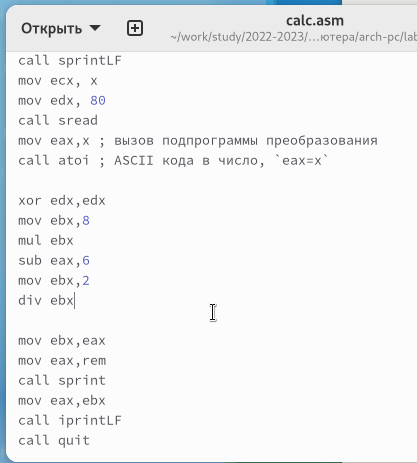 Открыть
calc.asm
~/work/study/2022-2023/…ютера/arch-pc/lab
call sprintLF
mov ecx, x
mov edx, 80
call sread
mov eax,x ; вызов подпрограммы преобразования
call atoi ; ASCII кода в число, `eax=x`
xor edx,edx
mov ebx,8
mul ebx
sub eax,6
mov ebx,2
div ebx
mov ebx,eax
mov eax,rem
call sprint
mov eax,ebx
call iprintLF
call quit